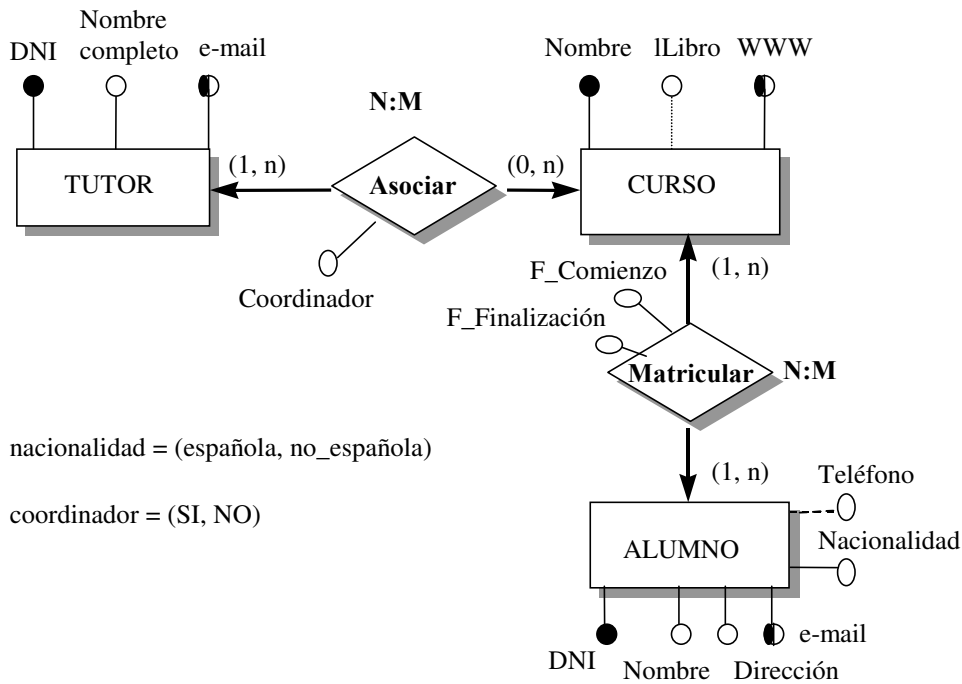 Nombre
completo
DNI
e-mail
Nombre
lLibro
WWW
N:M
TUTOR
(1, n)
Asociar
(0, n)
CURSO
Coordinador
F_Comienzo
(1, n)
F_Finalización
Matricular
N:M
nacionalidad = (española, no_española)
(1, n)
Teléfono
coordinador = (SI, NO)
ALUMNO
Nacionalidad
e-mail
DNI
Nombre
Dirección